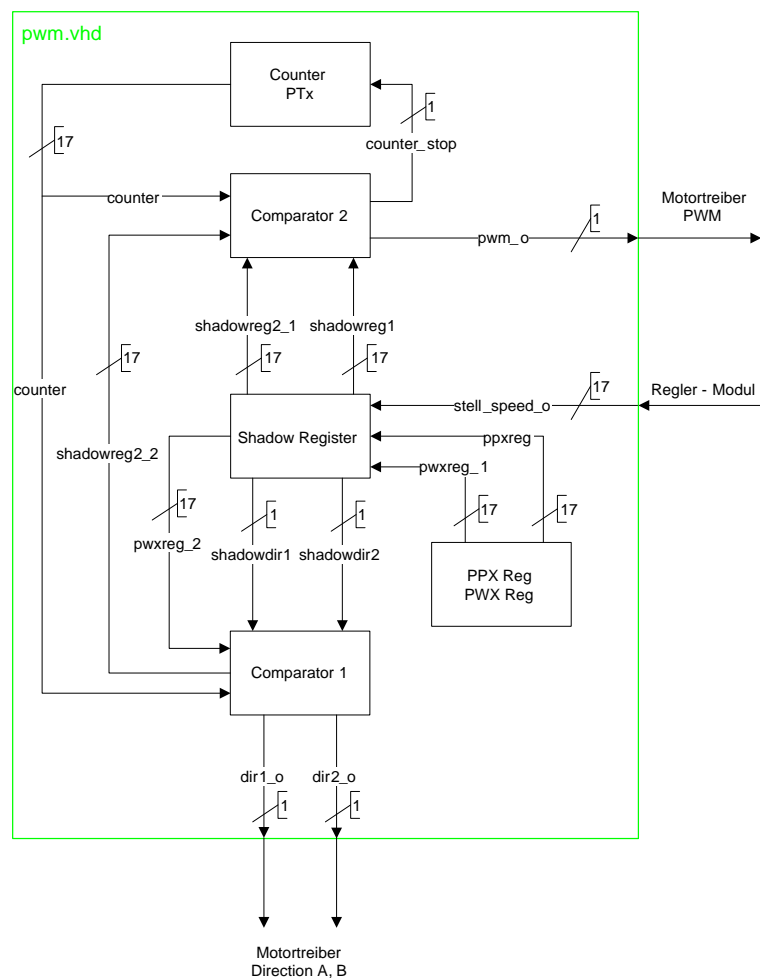 pwm.vhd
Counter
PTx
17
1
counter_stop
counter
Comparator 2
1
pwm_o
Motortreiber
PWM
shadowreg2_1
shadowreg1
17
17
17
counter
stell_speed_o
17
Regler - Modul
Shadow Register
ppxreg
shadowreg2_2
pwxreg_1
17
1
1
17
17
pwxreg_2
shadowdir1
shadowdir2
PPX Reg
PWX Reg
Comparator 1
dir1_o
dir2_o
1
1
Motortreiber
Direction A, B